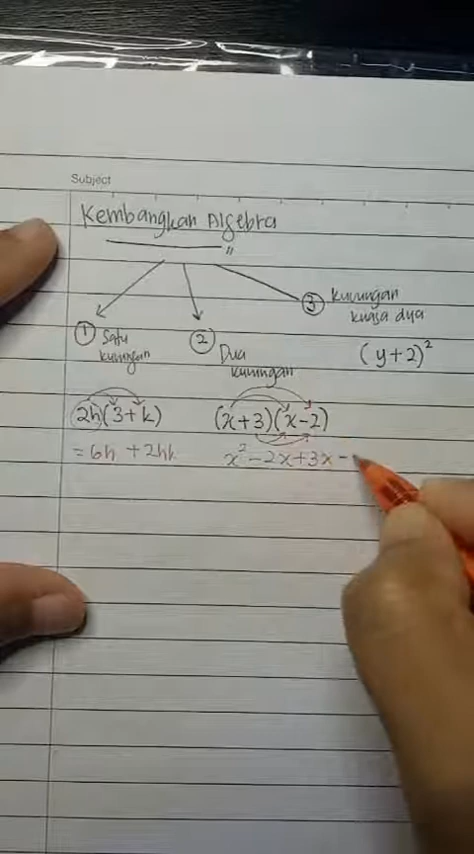 Subject
Kembangkan Algebra
① Satu
kurungan
② Dua
kurungan
③ Kurungan
kuasa dua
(y+2)²
2h(3+k)
= 6h + 2hk
(x+3)(x-2)
x² - 2x + 3x -